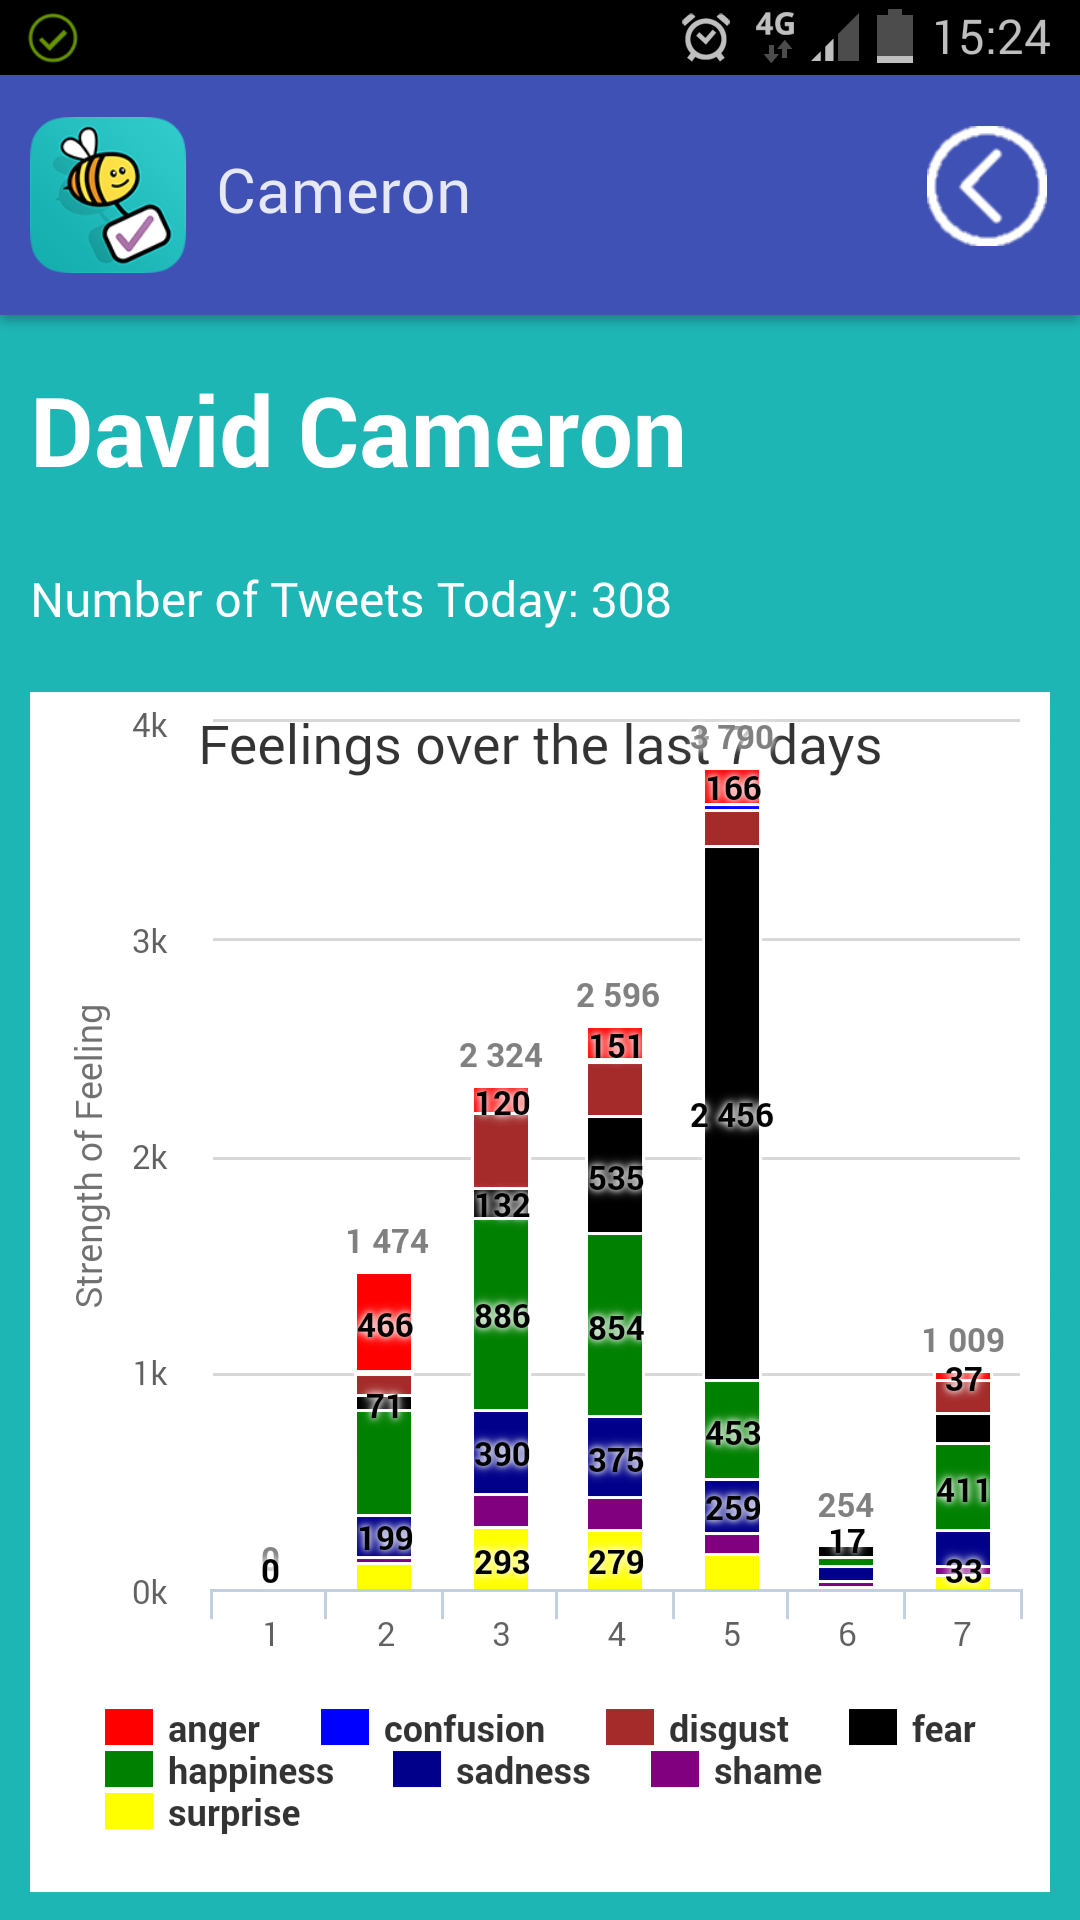 4G 15:24
Cameron
David Cameron
Number of Tweets Today: 308
Feelings over the last 7 days
Strength of Feeling
4k
3k
2k
1k
0k
0
0
1 474
466
71
199
2 324
120
132
886
390
293
2 596
151
535
854
375
279
3 790
166
2 456
453
259
254
17
1 009
37
411
33
1 2 3 4 5 6 7
anger confusion disgust fear
happiness sadness shame
surprise